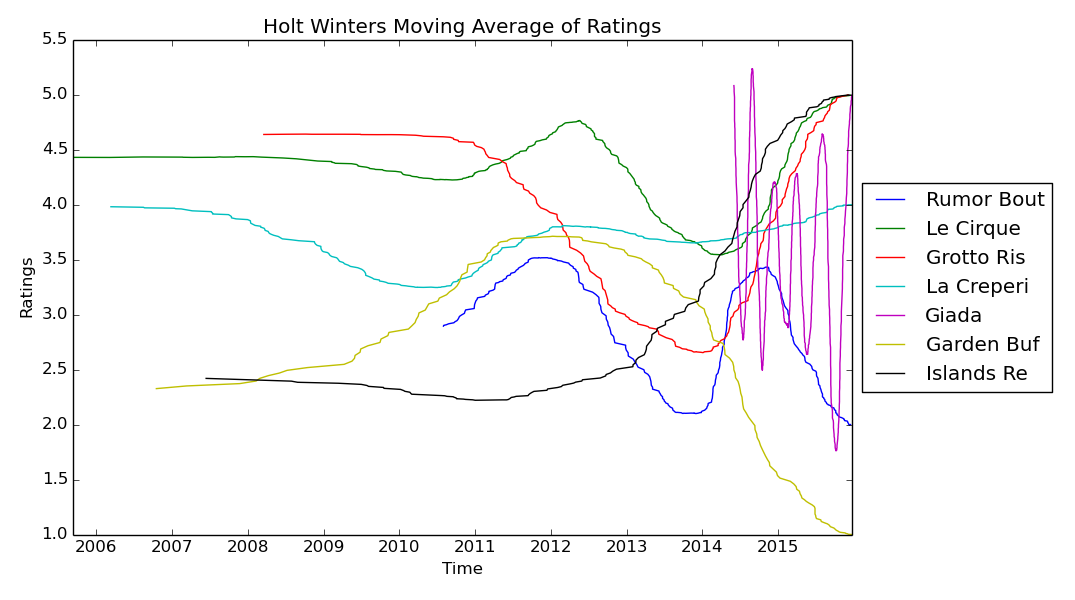 Holt Winters Moving Average of Ratings
5.5
5.0
4.5
4.0
3.5
3.0
2.5
2.0
1.5
1.0
Ratings
2006 2007 2008 2009 2010 2011 2012 2013 2014 2015
Time
Rumor Bout
Le Cirque
Grotto Ris
La Creperi
Giada
Garden Buf
Islands Re